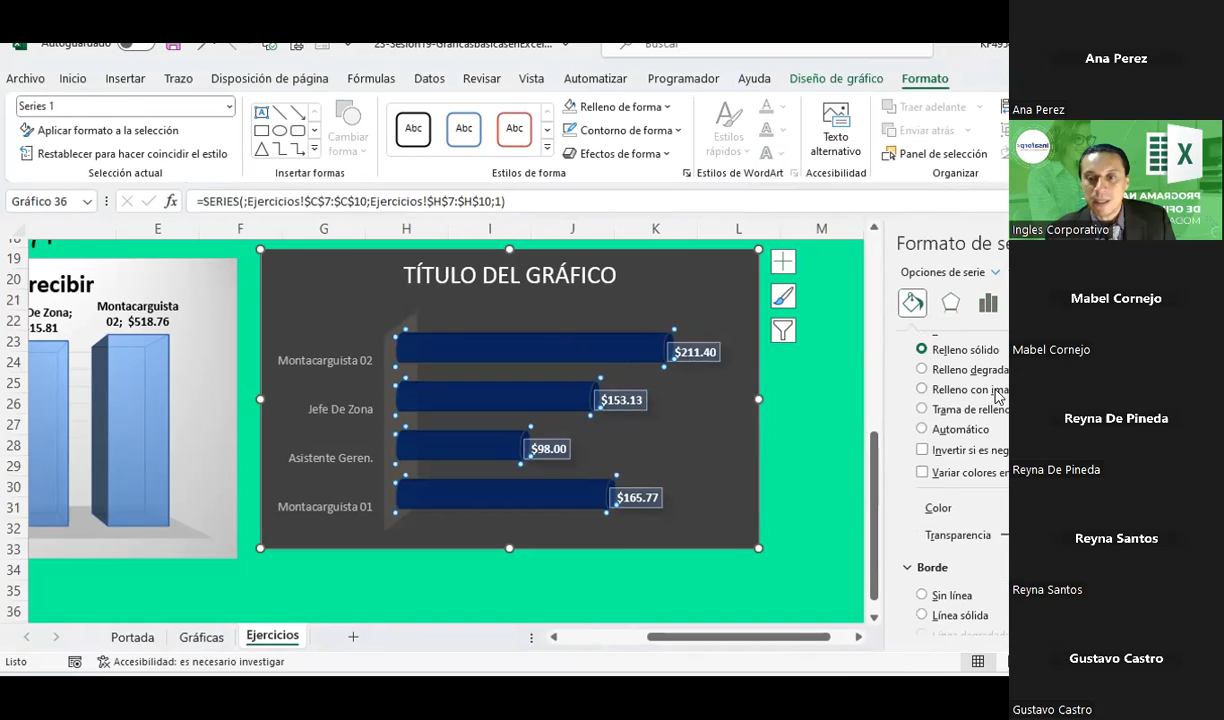 Autoguardado
23-Sesion19-GraficasbasicasenExcel...
Buscar
Archivo Inicio Insertar Trazo Disposición de página Fórmulas Datos Revisar Vista Automatizar Programador Ayuda Diseño de gráfico Formato
Series 1
Aplicar formato a la selección
Restablecer para hacer coincidir el estilo
Selección actual
Cambiar
forma
Insertar formas
Abc Abc Abc
Relleno de forma
Contorno de forma
Efectos de forma
Estilos de forma
Estilos
rápidos
Estilos de WordArt
Texto
alternativo
Accesibilidad
Traer adelante
Enviar atrás
Panel de selección
Organizar
Gráfico 36
fx
=SERIES(;Ejercicios!$C$7:$C$10;Ejercicios!$H$7:$H$10;1)
E F G H I J K L M
19
20
21
22
23
24
25
26
27
28
29
30
31
32
33
34
35
36
recibir
De Zona;
15.81
Montacarguista
02; $518.76
TÍTULO DEL GRÁFICO
Montacarguista 02 $211.40
Jefe De Zona $153.13
Asistente Geren. $98.00
Montacarguista 01 $165.77
Formato de se
Opciones de serie
Relleno sólido
Relleno degrada
Relleno con ima
Trama de relleno
Automático
Invertir si es neg
Variar colores en
Color
Transparencia
Borde
Sin línea
Línea sólida
Línea degradada
Portada Gráficas Ejercicios
Listo
Accesibilidad: es necesario investigar
Ana Perez
Ana Perez
Ingles Corporativo
PROGRAMA NA
DE OFI
MODA
Mabel Cornejo
Mabel Cornejo
Reyna De Pineda
Reyna De Pineda
Reyna Santos
Reyna Santos
Gustavo Castro
Gustavo Castro